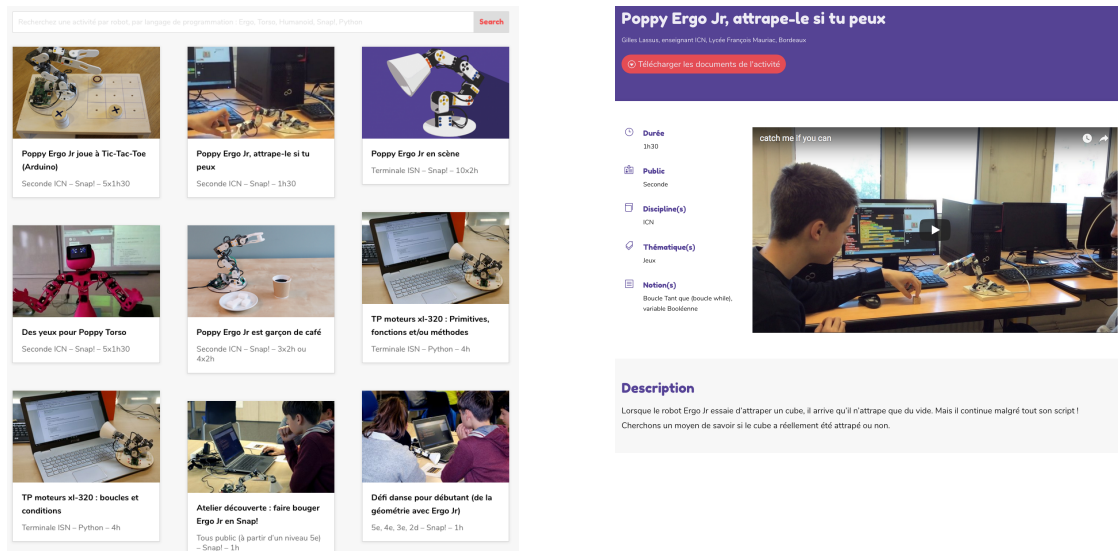 Recherchez une activité par robot, par langage de programmation : Ergo, Torso, Humanoid, Snap!, Python
Search
Poppy Ergo Jr joue à Tic-Tac-Toe
(Arduino)
Seconde ICN – Snap! – 5x1h30
Poppy Ergo Jr, attrape-le si tu
peux
Seconde ICN – Snap! – 1h30
Poppy Ergo Jr en scène
Terminale ISN – Snap! – 10x2h
Des yeux pour Poppy Torso
Seconde ICN – Snap! – 5x1h30
Poppy Ergo Jr est garçon de café
Seconde ICN – Snap! – 3x2h ou
4x2h
TP moteurs xl-320 : Primitives,
fonctions et/ou méthodes
Terminale ISN – Python – 4h
TP moteurs xl-320 : boucles et
conditions
Terminale ISN – Python – 4h
Atelier découverte : faire bouger
Ergo Jr en Snap!
Tous public (à partir d'un niveau 5e)
– Snap! – 1h
Défi danse pour débutant (de la
géométrie avec Ergo Jr)
5e, 4e, 3e, 2d – Snap! – 1h
Poppy Ergo Jr, attrape-le si tu peux
Gilles Lassus, enseignant ICN, Lycée François Mauriac, Bordeaux
Télécharger les documents de l'activité
Durée
1h30
Public
Seconde
Discipline(s)
ICN
Thématique(s)
Jeux
Notion(s)
Boucle Tant que (boucle while),
variable Booléenne
catch me if you can
Description
Lorsque le robot Ergo Jr essaie d'attraper un cube, il arrive qu'il n'attrape que du vide. Mais il continue malgré tout son script !
Cherchons un moyen de savoir si le cube a réellement été attrapé ou non.